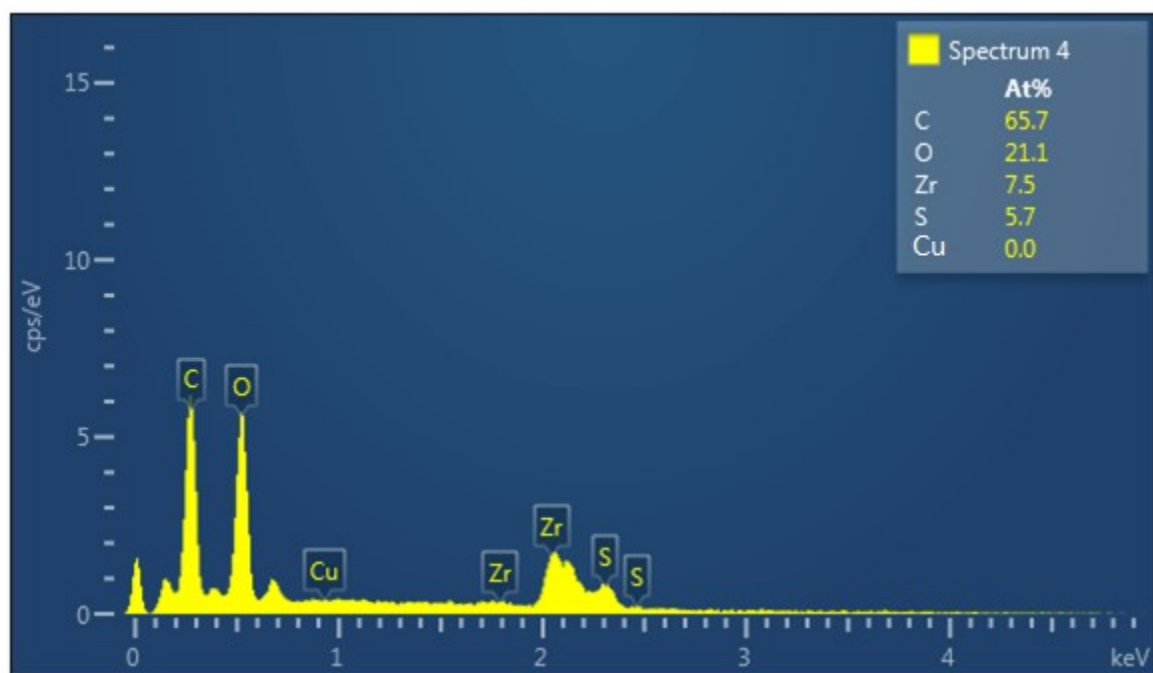 Spectrum 4
At%
C 65.7
O 21.1
Zr 7.5
S 5.7
Cu 0.0
15
10
cps/eV
5
0
C
O
Cu
Zr
Zr
S
S
0 1 2 3 4 keV